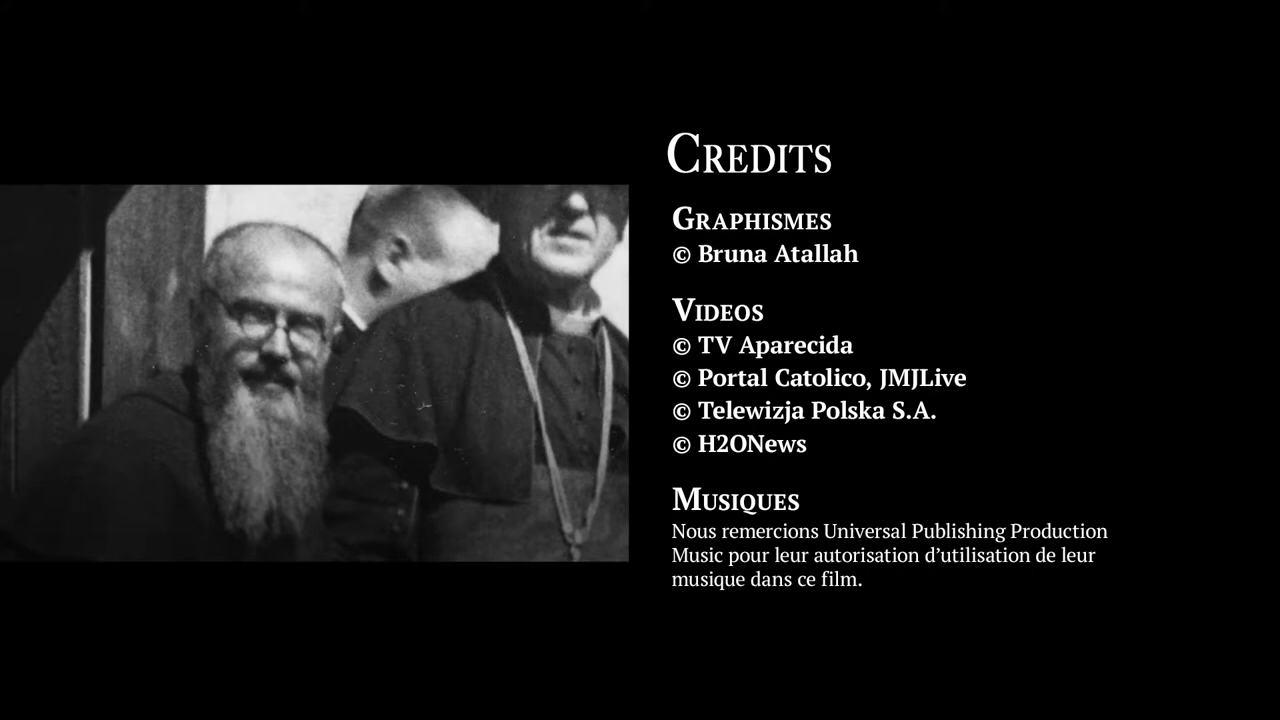 CREDITS
GRAPHISMES
© Bruna Atallah
VIDEOS
© TV Aparecida
© Portal Catolico, JMJLive
© Telewizja Polska S.A.
© H2ONews
MUSIQUES
Nous remercions Universal Publishing Production
Music pour leur autorisation d’utilisation de leur
musique dans ce film.